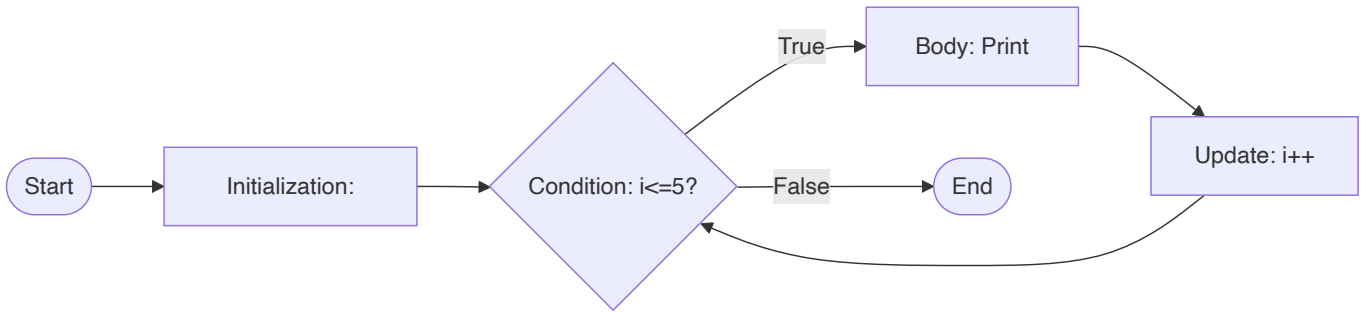 Start
Initialization:
Condition: i<=5?
True
Body: Print
Update: i++
False
End